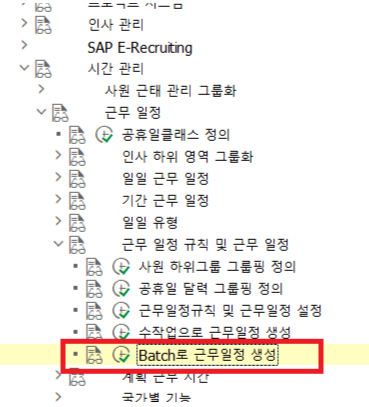 프로젝트 시스템
인사 관리
SAP E-Recruiting
시간 관리
사원 근태 관리 그룹화
근무 일정
공휴일클래스 정의
인사 하위 영역 그룹화
일일 근무 일정
기간 근무 일정
일일 유형
근무 일정 규칙 및 근무 일정
사원 하위그룹 그룹핑 정의
공휴일 달력 그룹핑 정의
근무일정규칙 및 근무일정 설정
수작업으로 근무일정 생성
Batch로 근무일정 생성
계획 근무 시간
국가별 기능